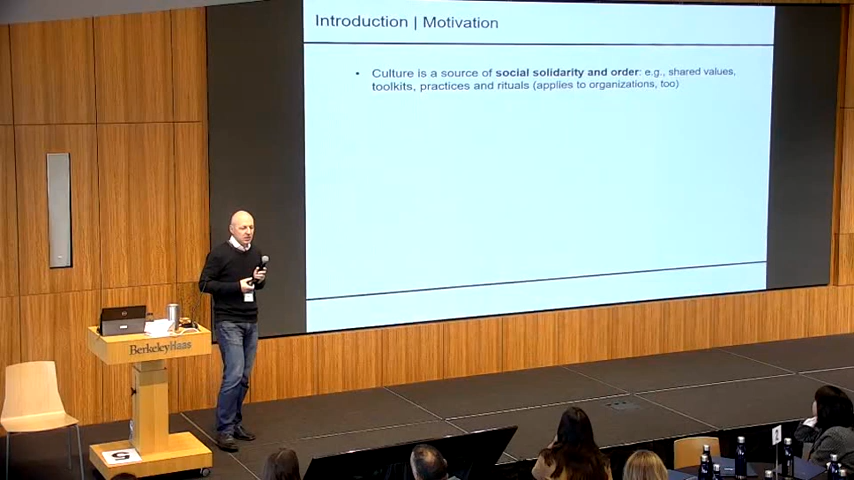 Introduction | Motivation
• Culture is a source of social solidarity and order: e.g., shared values,
toolkits, practices and rituals (applies to organizations, too)
BerkeleyHaas
5
1